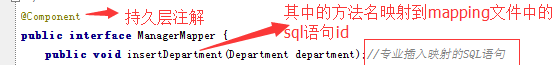 @Component 持久层注解 其中的方法名映射到mapping文件中的
sql语句id
public interface ManagerMapper {
public void insertDepartment(Department department);//专业插入映射的SQL语句